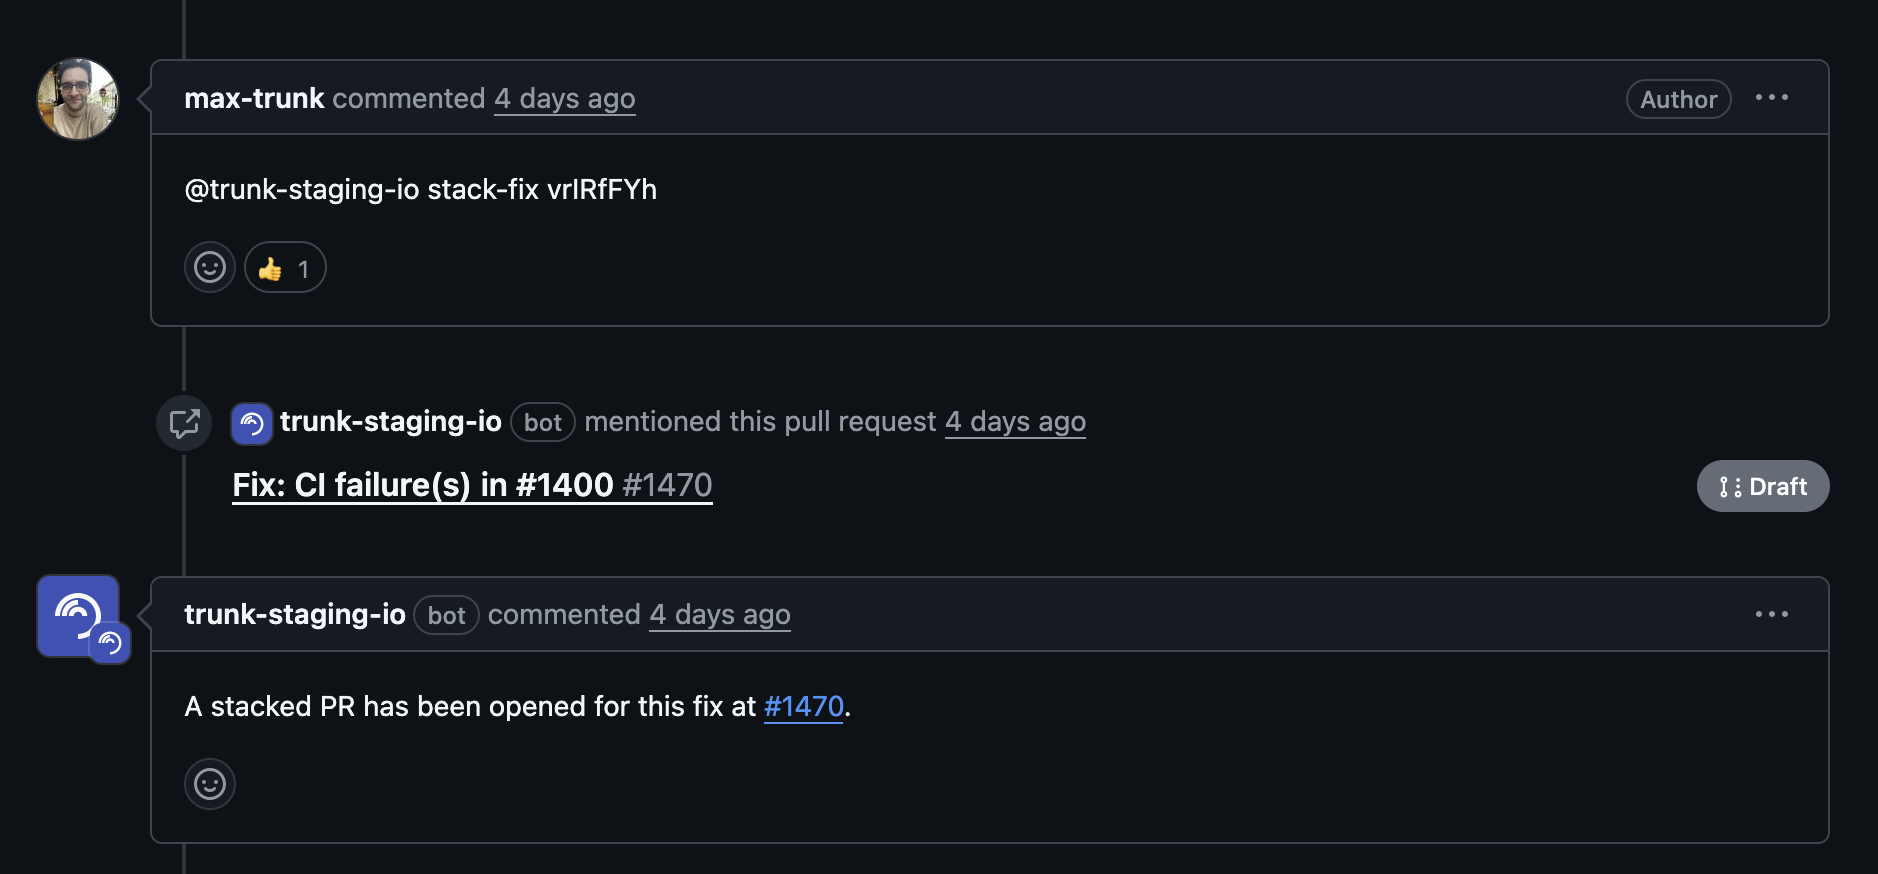 max-trunk commented 4 days ago
Author
@trunk-staging-io stack-fix vrIRfFYh
1
trunk-staging-io bot mentioned this pull request 4 days ago
Fix: CI failure(s) in #1400 #1470
Draft
trunk-staging-io bot commented 4 days ago
A stacked PR has been opened for this fix at #1470.